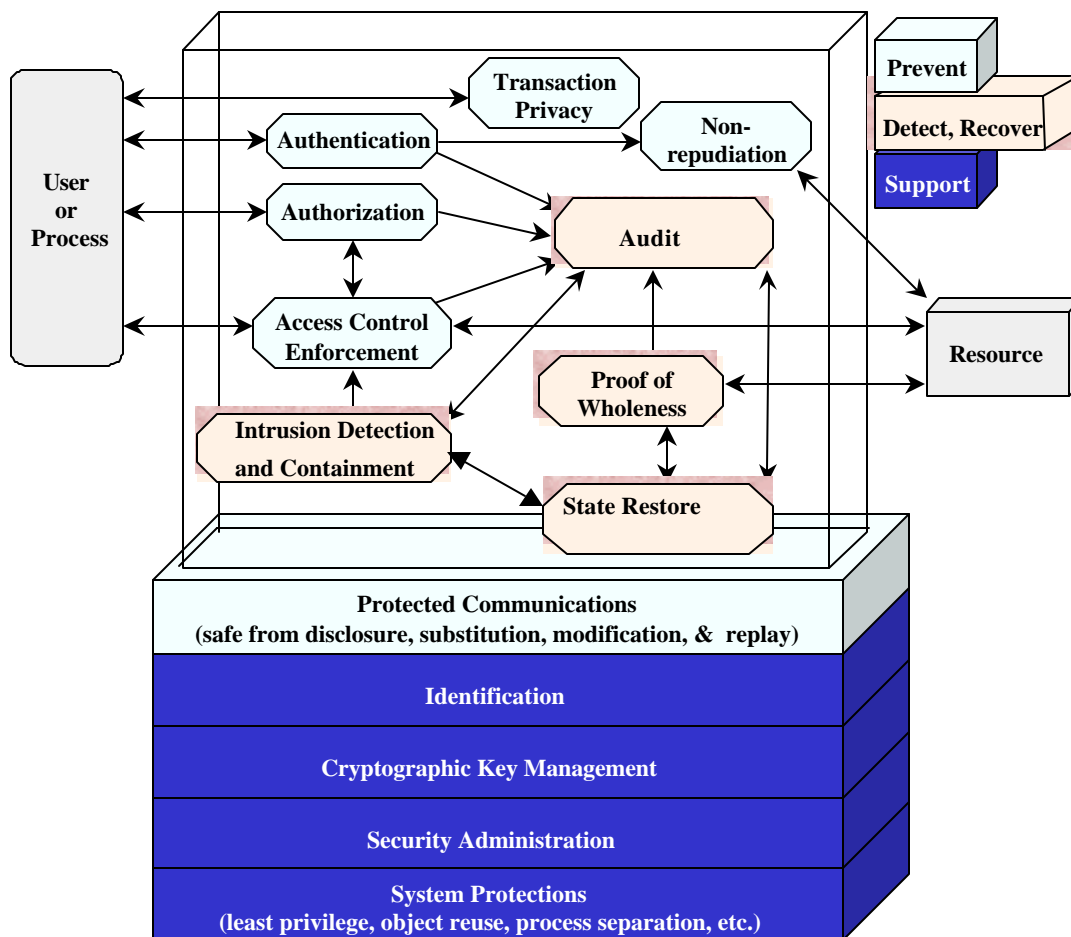 Prevent
Detect, Recover
Support
User
or
Process
Transaction
Privacy
Authentication
Non-
repudiation
Authorization
Audit
Access Control
Enforcement
Resource
Proof of
Wholeness
Intrusion Detection
and Containment
State Restore
Protected Communications
(safe from disclosure, substitution, modification, & replay)
Identification
Cryptographic Key Management
Security Administration
System Protections
(least privilege, object reuse, process separation, etc.)